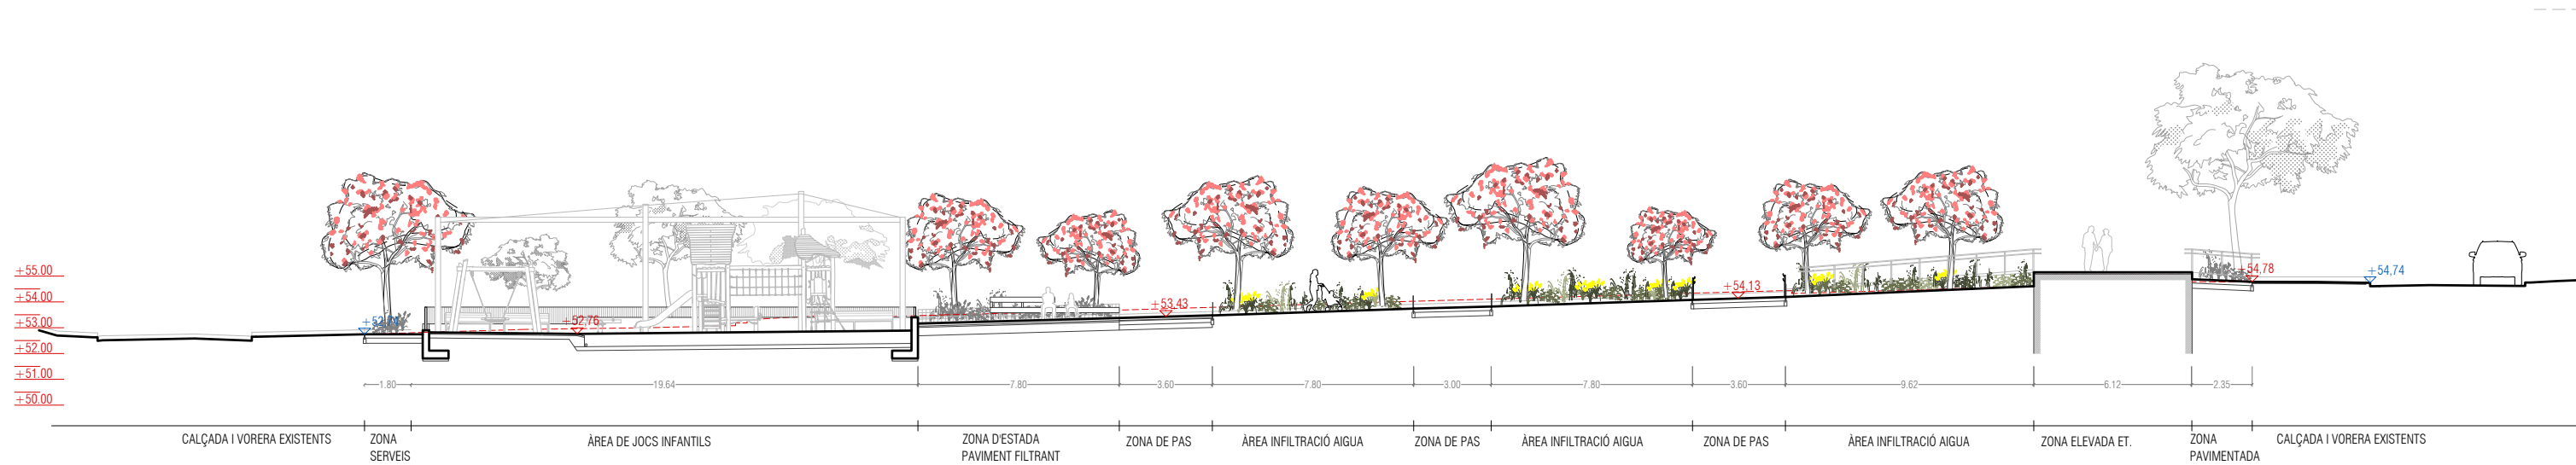 +55.00
+54.00
+53.00
+52.00
+51.00
+50.00
+52,76
+53,43
+54,13
+54,78
+54,74
1.80
19.64
7.80
3.60
7.80
3.00
7.80
3.60
9.62
6.12
2.35
CALÇADA I VORERA EXISTENTS
ZONA
SERVEIS
ÀREA DE JOCS INFANTILS
ZONA D'ESTADA
PAVIMENT FILTRANT
ZONA DE PAS
ÀREA INFILTRACIÓ AIGUA
ZONA DE PAS
ÀREA INFILTRACIÓ AIGUA
ZONA DE PAS
ÀREA INFILTRACIÓ AIGUA
ZONA ELEVADA ET.
ZONA
PAVIMENTADA
CALÇADA I VORERA EXISTENTS